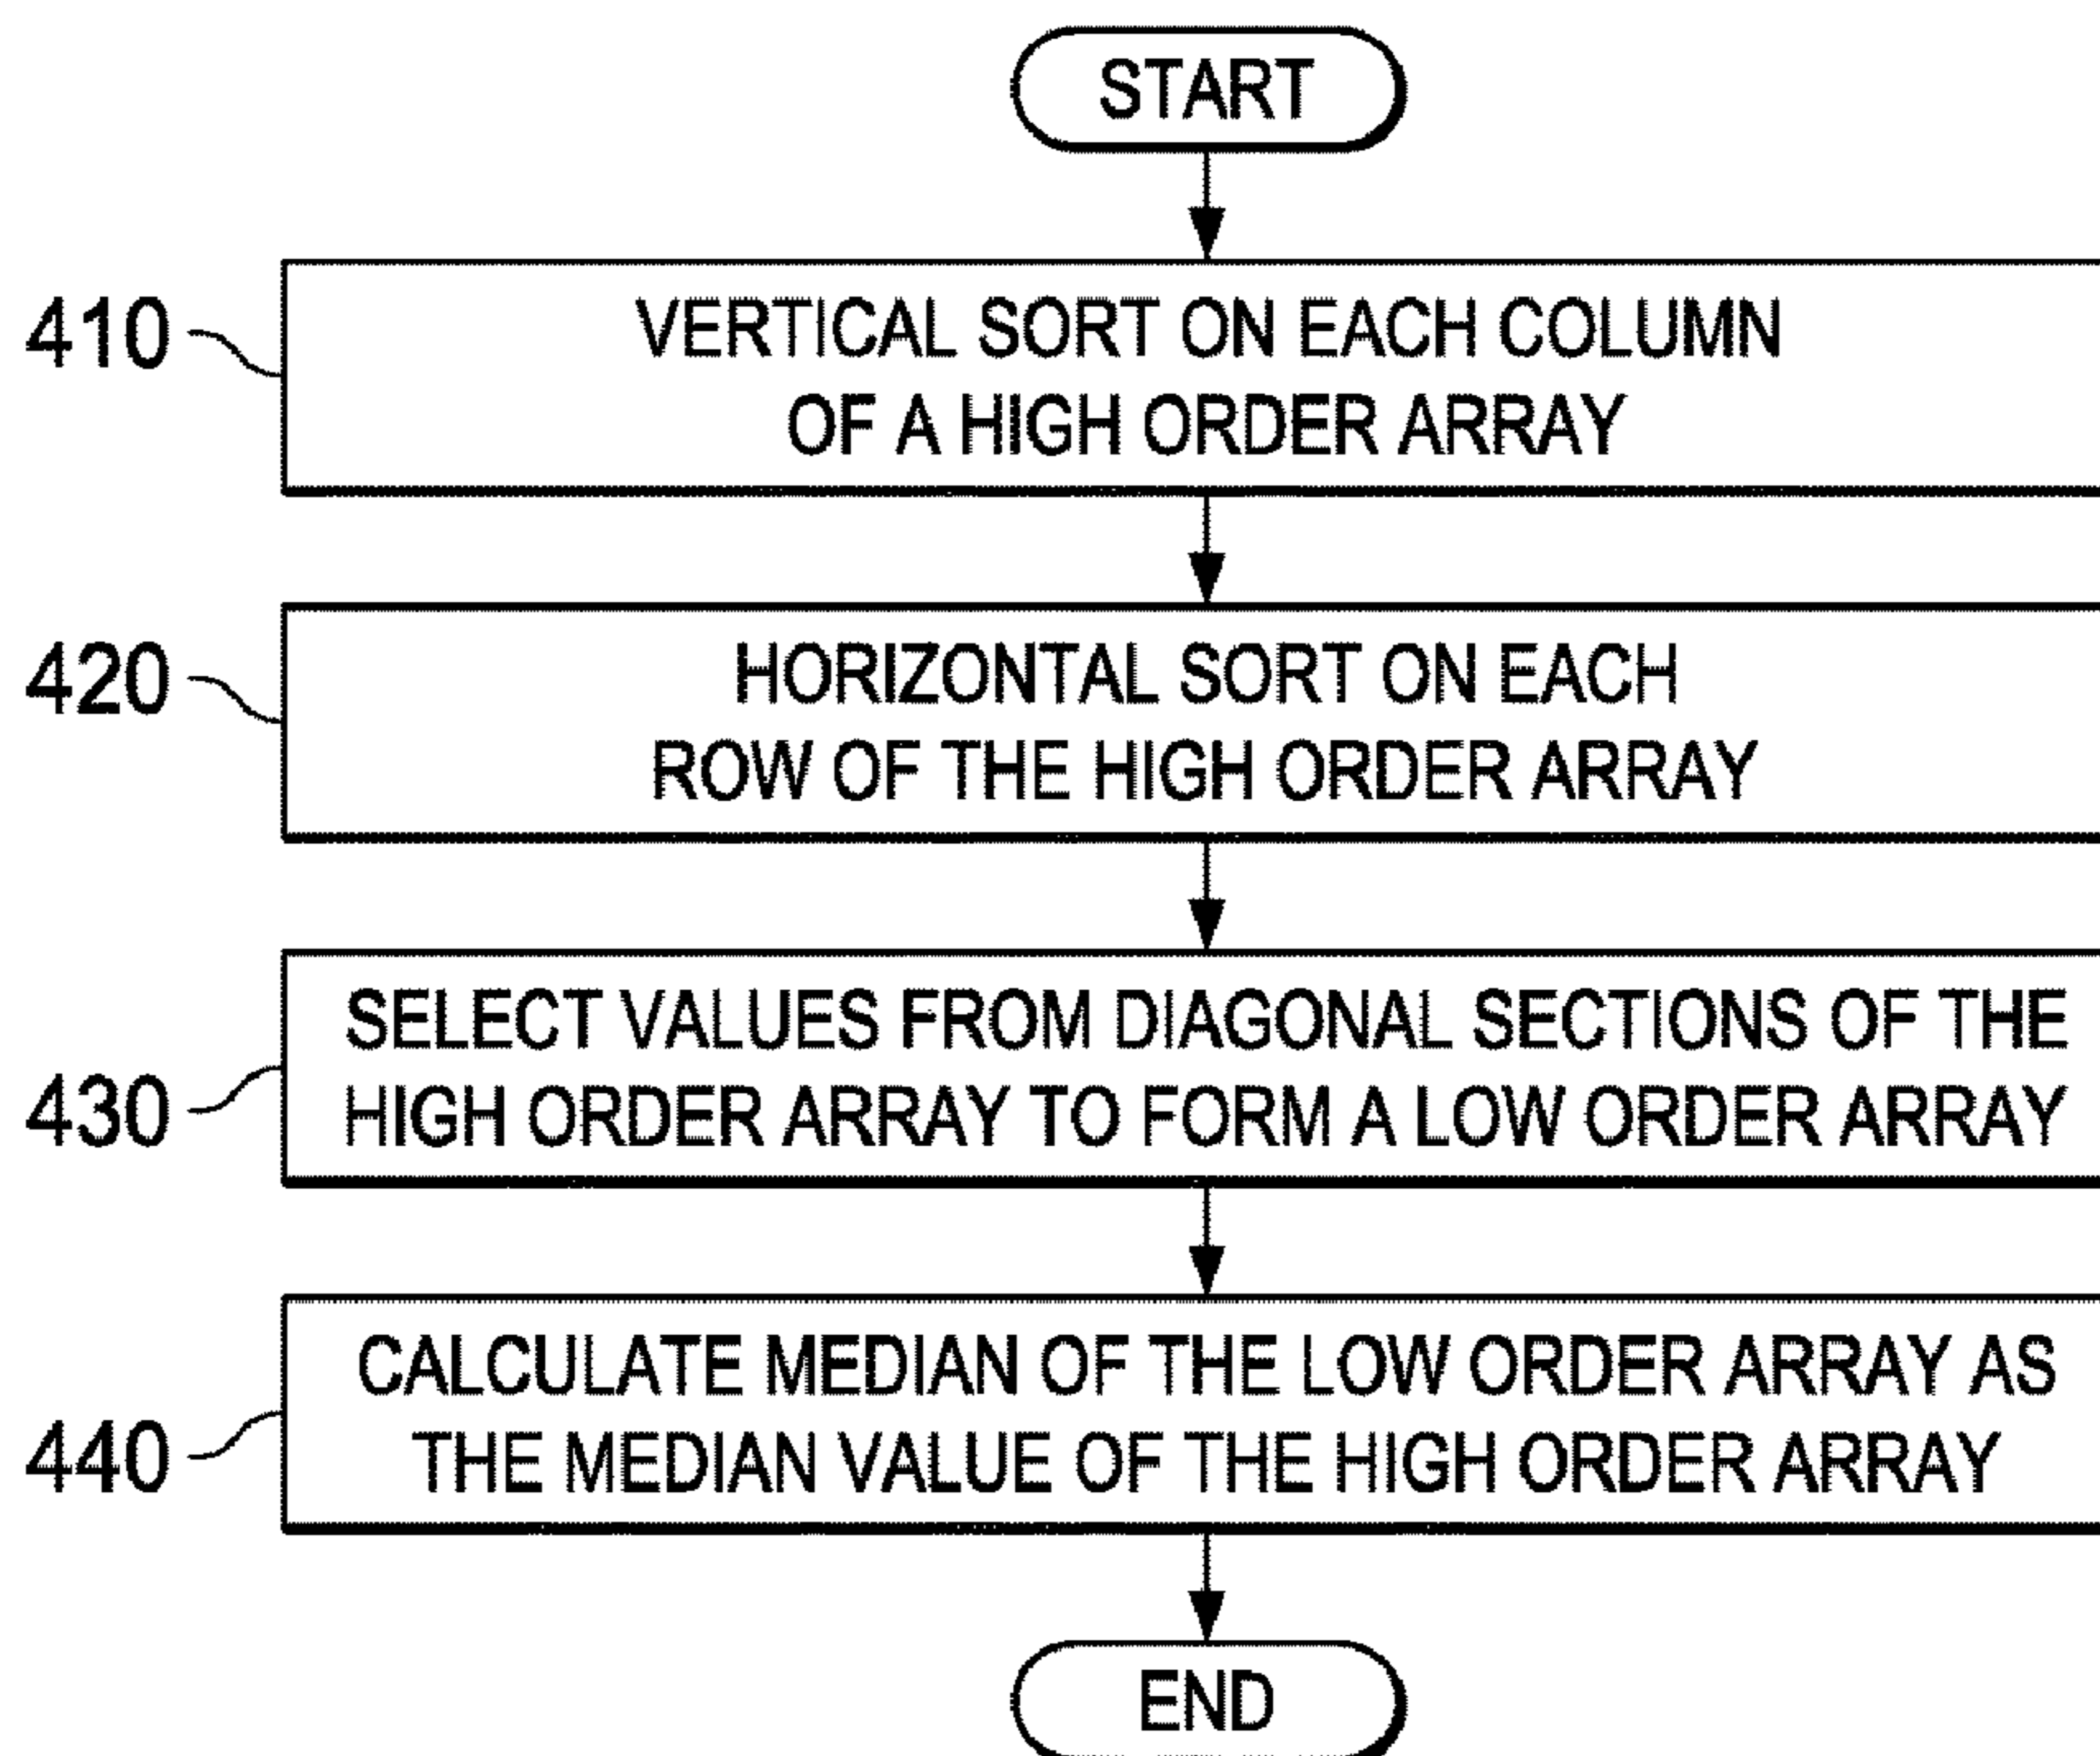 START
410
VERTICAL SORT ON EACH COLUMN
OF A HIGH ORDER ARRAY
420
HORIZONTAL SORT ON EACH
ROW OF THE HIGH ORDER ARRAY
430
SELECT VALUES FROM DIAGONAL SECTIONS OF THE
HIGH ORDER ARRAY TO FORM A LOW ORDER ARRAY
440
CALCULATE MEDIAN OF THE LOW ORDER ARRAY AS
THE MEDIAN VALUE OF THE HIGH ORDER ARRAY
END